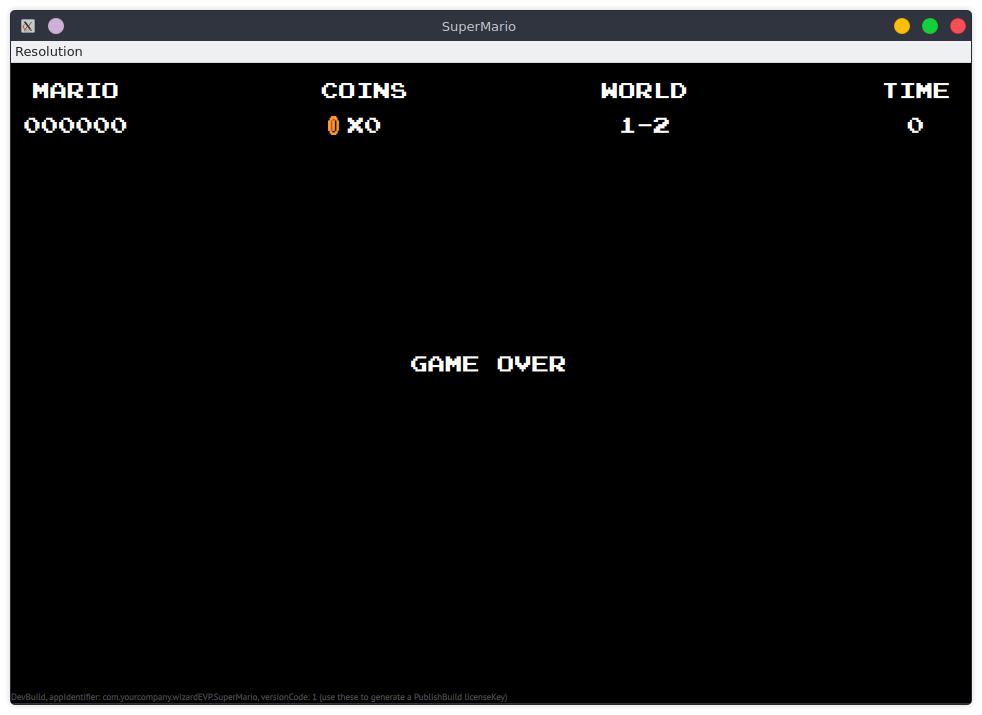 SuperMario
Resolution
MARIO COINS WORLD TIME
000000 X0 1-2 0
GAME OVER
DevBuild, appIdentifier: com.yourcompany.wizardEVP.SuperMario, versionCode: 1 (use these to generate a PublishBuild licenseKey)